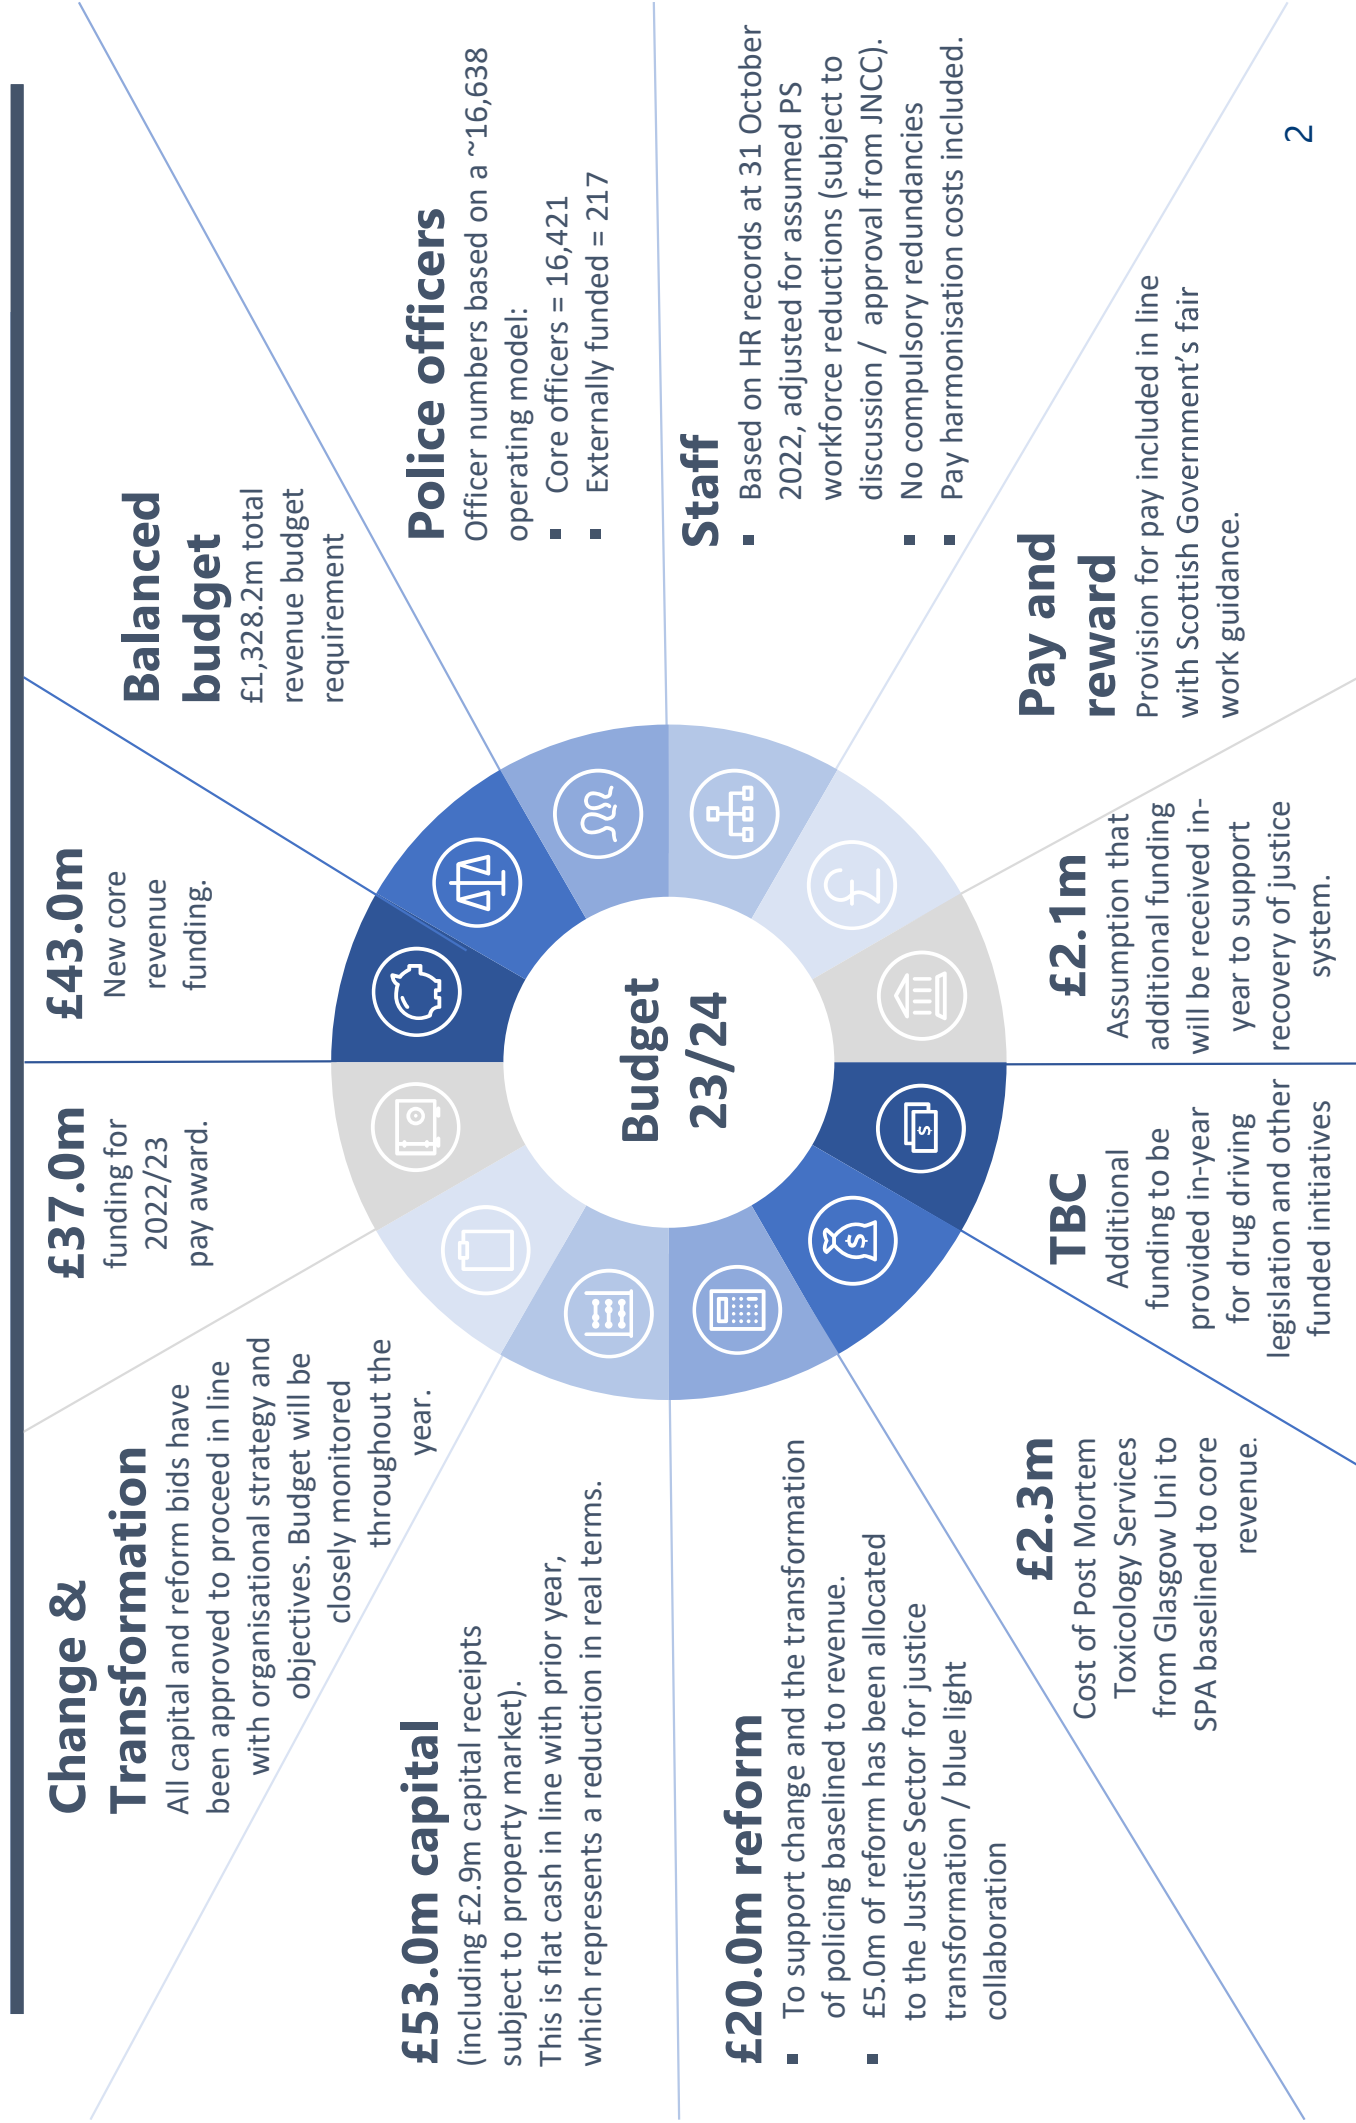 £37.0m
funding for
2022/23
pay award.
£43.0m
New core
revenue
funding.
Balanced
budget
£1,328.2m total
revenue budget
requirement
Police officers
Officer numbers based on a ~16,638
operating model:
▪ Core officers = 16,421
▪ Externally funded = 217
Staff
▪ Based on HR records at 31 October
2022, adjusted for assumed PS
workforce reductions (subject to
discussion / approval from JNCC).
▪ No compulsory redundancies
▪ Pay harmonisation costs included.
Pay and
reward
Provision for pay included in line
with Scottish Government's fair
work guidance.
£2.1m
Assumption that
additional funding
will be received in-
year to support
recovery of justice
system.
TBC
Additional
funding to be
provided in-year
for drug driving
legislation and other
funded initiatives
£2.3m
Cost of Post Mortem
Toxicology Services
from Glasgow Uni to
SPA baselined to core
revenue.
£20.0m reform
▪ To support change and the transformation
of policing baselined to revenue.
▪ £5.0m of reform has been allocated
to the Justice Sector for justice
transformation / blue light
collaboration
£53.0m capital
(including £2.9m capital receipts
subject to property market).
This is flat cash in line with prior year,
which represents a reduction in real terms.
Change &
Transformation
All capital and reform bids have
been approved to proceed in line
with organisational strategy and
objectives. Budget will be
closely monitored
throughout the
year.
Budget
23/24
2